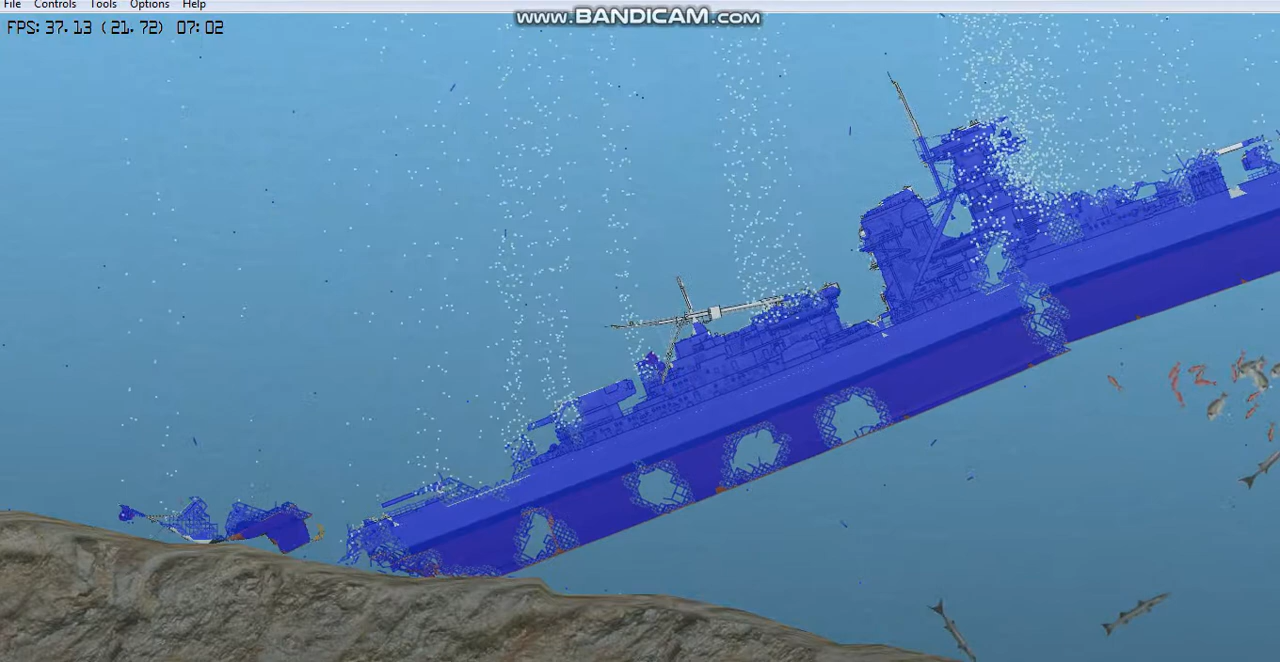 File Controls Tools Options Help
www.BANDICAM.com
FPS: 37.13 (21.72) 07:02